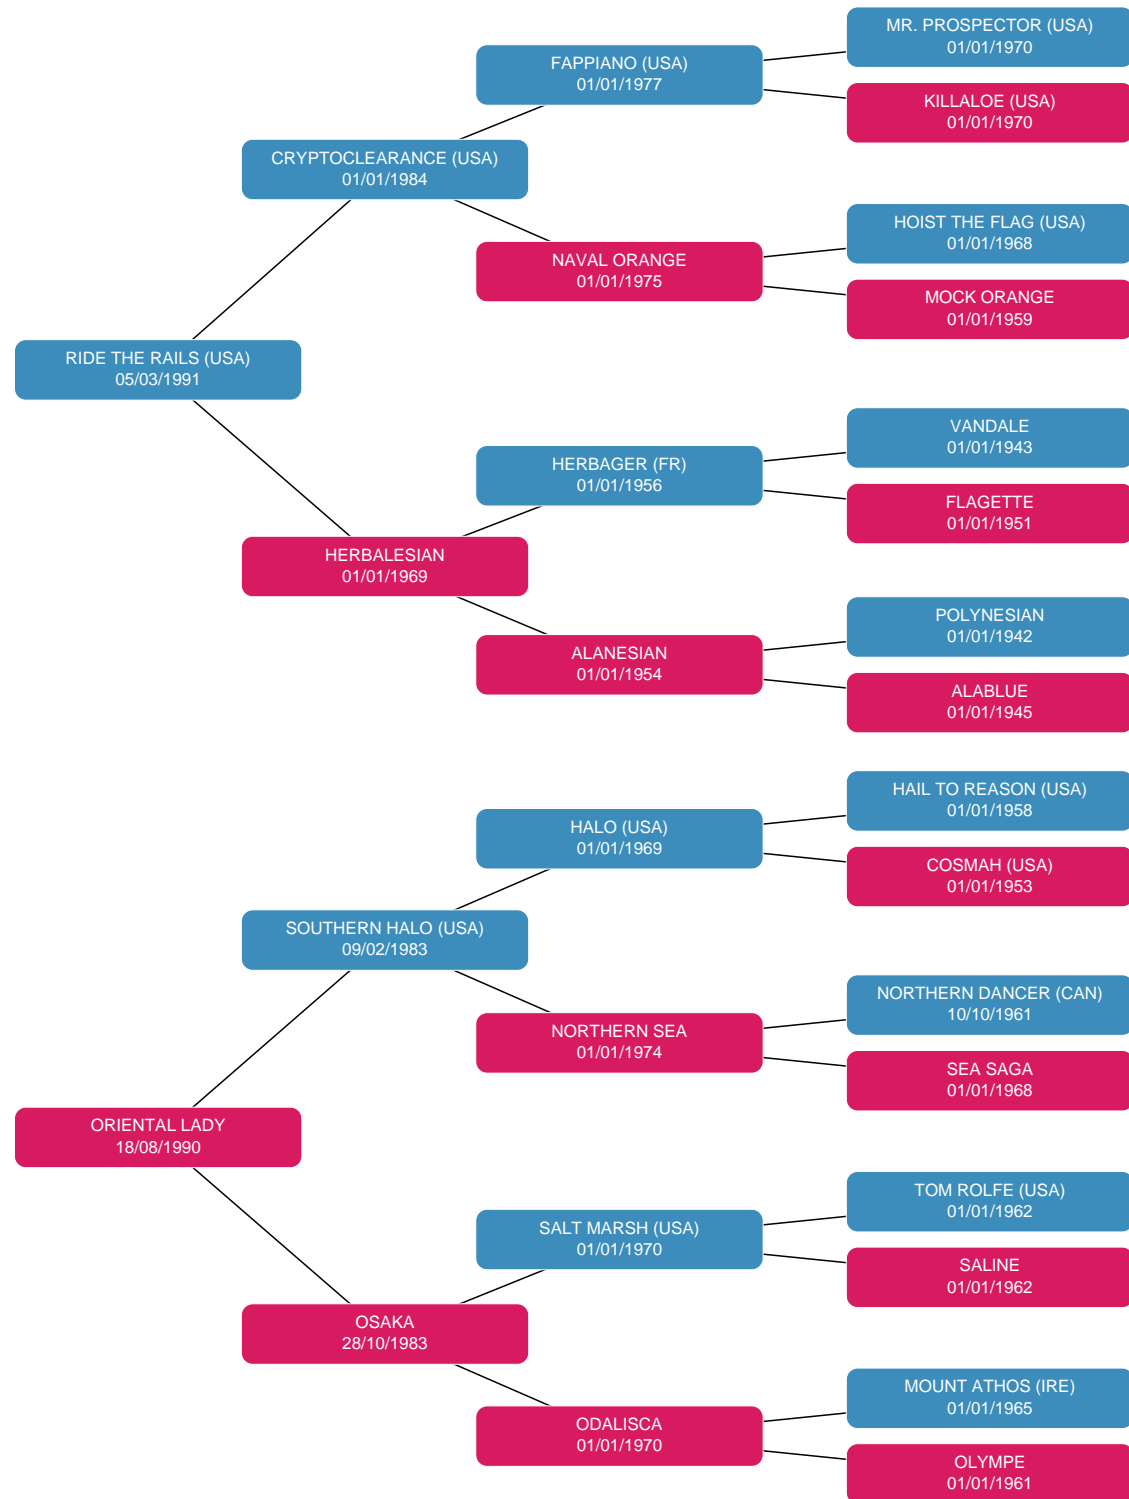 MR. PROSPECTOR (USA)
01/01/1970
FAPPIANO (USA)
01/01/1977
KILLALOE (USA)
01/01/1970
CRYPTOCLEARANCE (USA)
01/01/1984
HOIST THE FLAG (USA)
01/01/1968
NAVAL ORANGE
01/01/1975
MOCK ORANGE
01/01/1959
RIDE THE RAILS (USA)
05/03/1991
VANDALE
01/01/1943
HERBAGER (FR)
01/01/1956
FLAGETTE
01/01/1951
HERBALESIAN
01/01/1969
POLYNESIAN
01/01/1942
ALANESIAN
01/01/1954
ALABLUE
01/01/1945
HAIL TO REASON (USA)
01/01/1958
HALO (USA)
01/01/1969
COSMAH (USA)
01/01/1953
SOUTHERN HALO (USA)
09/02/1983
NORTHERN DANCER (CAN)
10/10/1961
NORTHERN SEA
01/01/1974
SEA SAGA
01/01/1968
ORIENTAL LADY
18/08/1990
TOM ROLFE (USA)
01/01/1962
SALT MARSH (USA)
01/01/1970
SALINE
01/01/1962
OSAKA
28/10/1983
MOUNT ATHOS (IRE)
01/01/1965
ODALISCA
01/01/1970
OLYMPE
01/01/1961